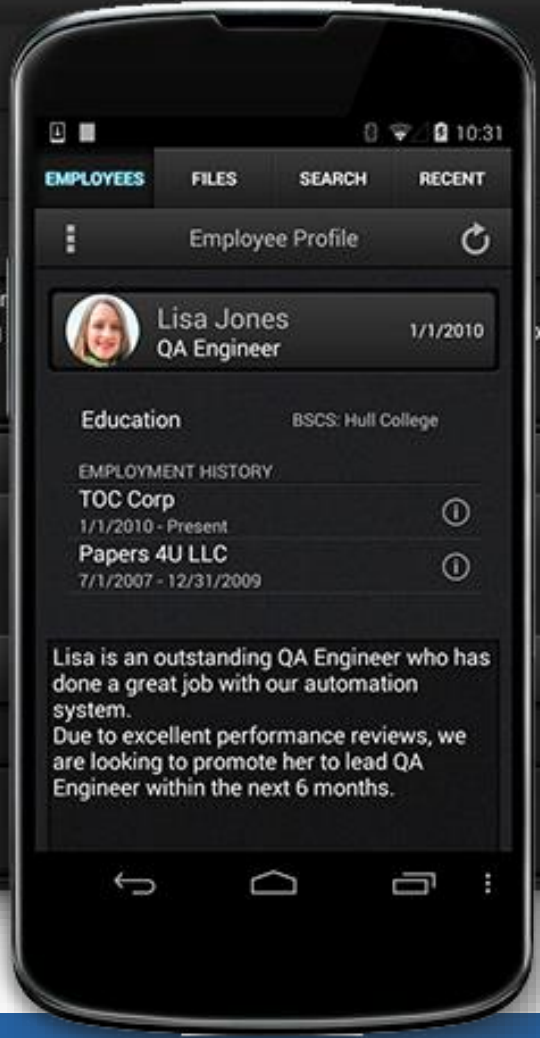 10:31
EMPLOYEES FILES SEARCH RECENT
Employee Profile
Lisa Jones
QA Engineer
1/1/2010
Education BSCS: Hull College
EMPLOYMENT HISTORY
TOC Corp
1/1/2010 - Present
Papers 4U LLC
7/1/2007 - 12/31/2009
Lisa is an outstanding QA Engineer who has
done a great job with our automation
system.
Due to excellent performance reviews, we
are looking to promote her to lead QA
Engineer within the next 6 months.